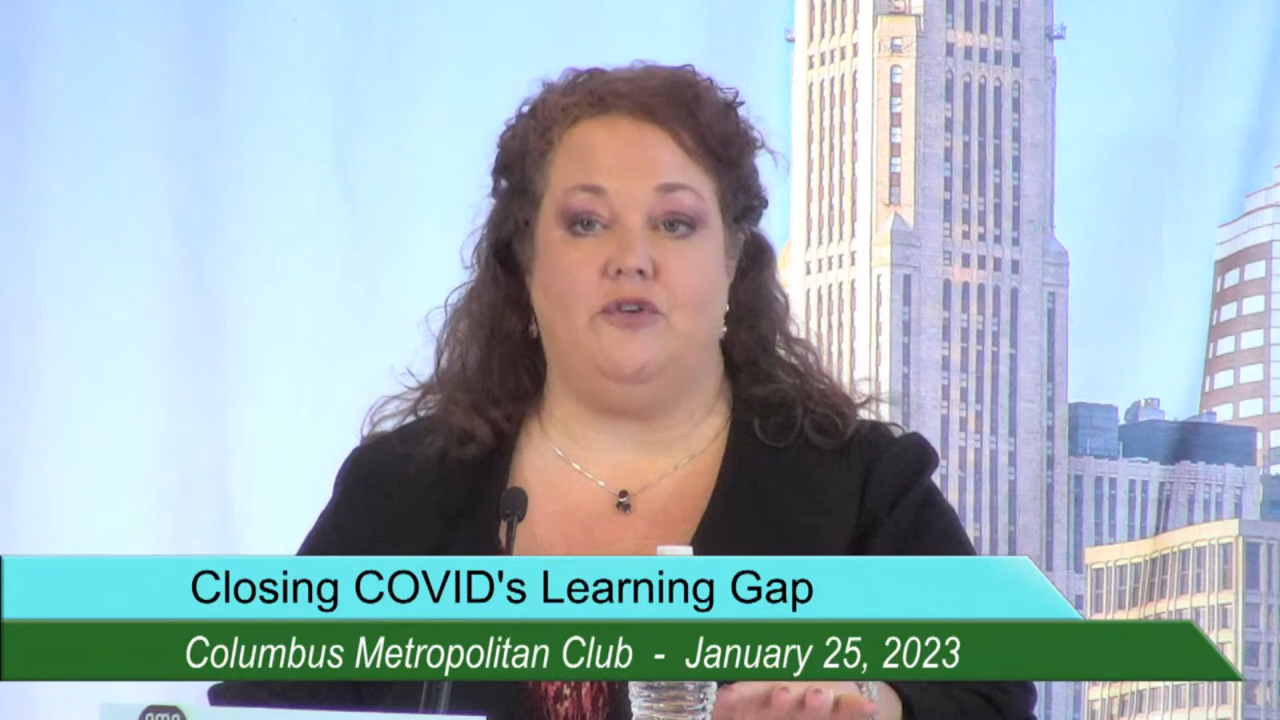 Closing COVID's Learning Gap
Columbus Metropolitan Club - January 25, 2023